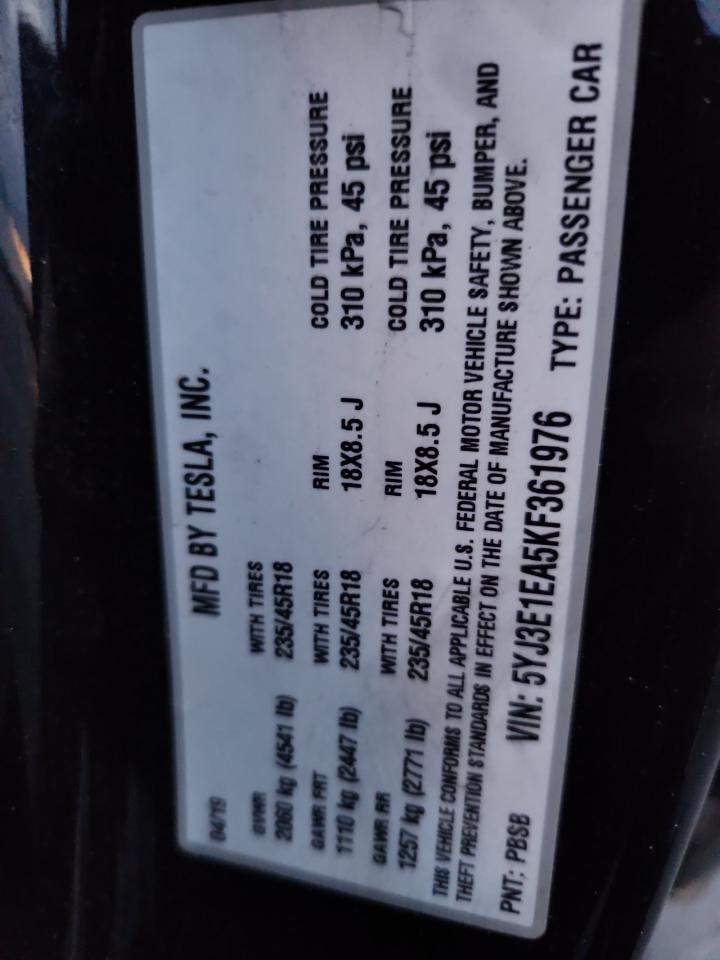 MFD BY TESLA, INC.
04/19
GVWR WITH TIRES
2060 kg (4541 lb) 235/45R18
GAWR FRT WITH TIRES RIM COLD TIRE PRESSURE
1110 kg (2447 lb) 235/45R18 18X8.5 J 310 kPa, 45 psi
GAWR RR WITH TIRES RIM COLD TIRE PRESSURE
1257 kg (2771 lb) 235/45R18 18X8.5 J 310 kPa, 45 psi
THIS VEHICLE CONFORMS TO ALL APPLICABLE U.S. FEDERAL MOTOR VEHICLE SAFETY, BUMPER, AND
THEFT PREVENTION STANDARDS IN EFFECT ON THE DATE OF MANUFACTURE SHOWN ABOVE.
PNT: PBSB VIN: 5YJ3E1EA5KF361976 TYPE: PASSENGER CAR